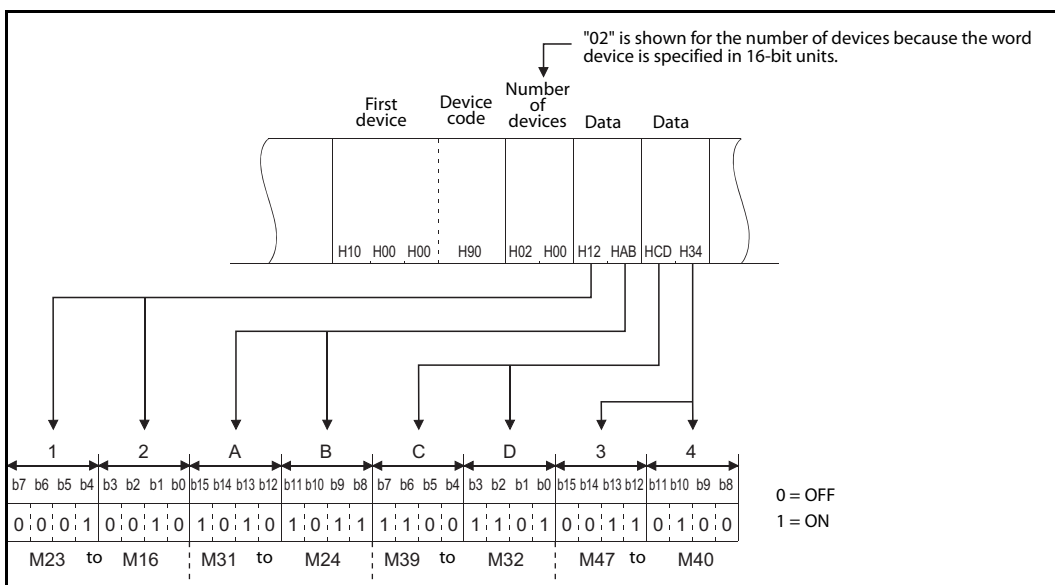 "02" is shown for the number of devices because the word
device is specified in 16-bit units.
First
device
Device
code
Number
of
devices
Data
Data
H10 H00 H00 H90 H02 H00 H12 HAB HCD H34
1 2 A B C D 3 4
b7 b6 b5 b4 b3 b2 b1 b0 b15 b14 b13 b12 b11 b10 b9 b8 b7 b6 b5 b4 b3 b2 b1 b0 b15 b14 b13 b12 b11 b10 b9 b8
0 = OFF
0 0 0 1 0 0 1 0 1 0 1 0 1 0 1 1 1 1 0 0 1 1 0 1 0 0 1 1 0 1 0 0
1 = ON
M23 to M16 M31 to M24 M39 to M32 M47 to M40